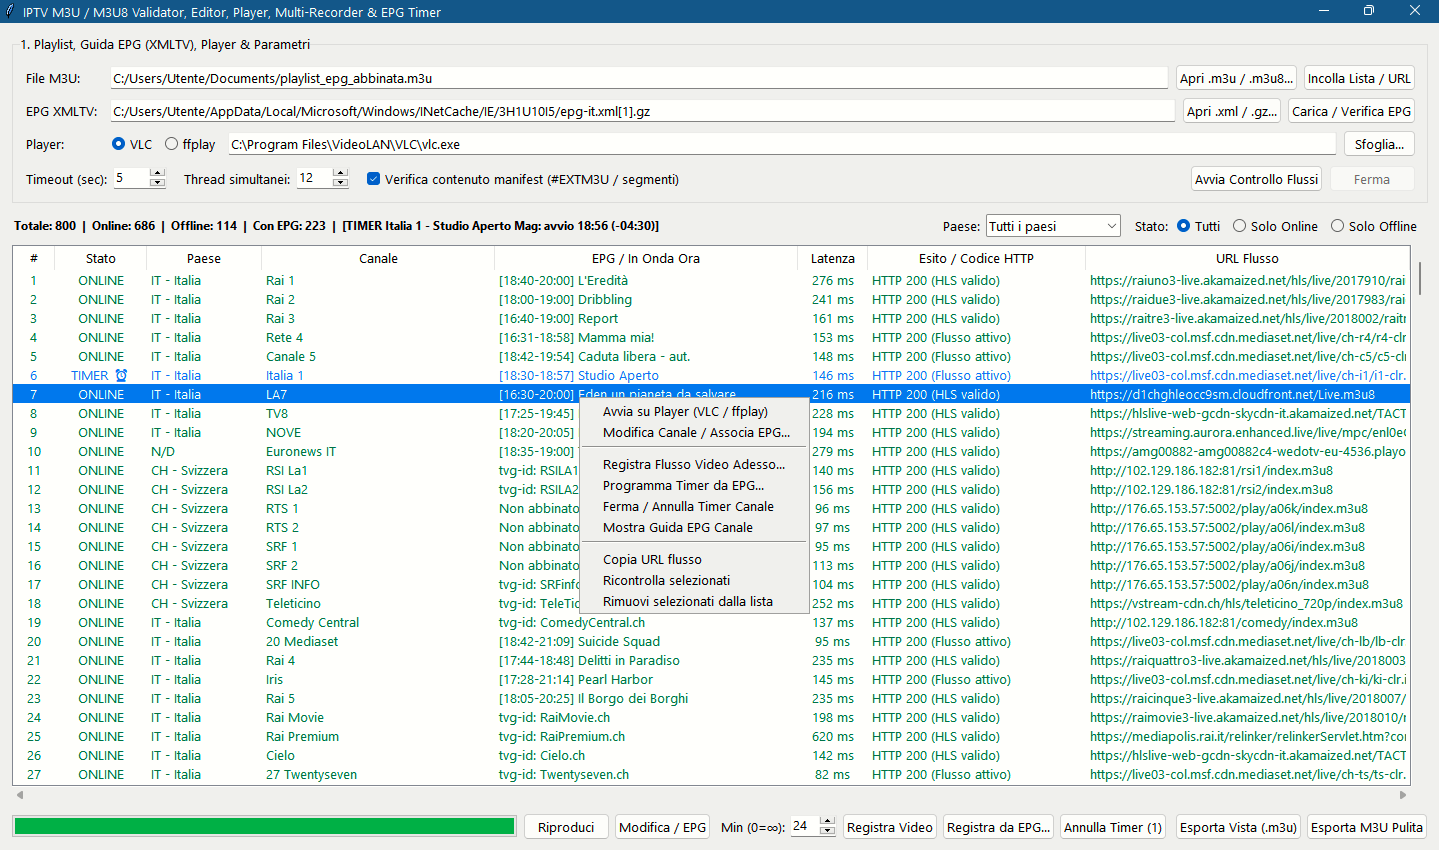 IPTV M3U / M3U8 Validator, Editor, Player, Multi-Recorder & EPG Timer
1. Playlist, Guida EPG (XMLTV), Player & Parametri
File M3U: C:/Users/Utente/Documents/playlist_epg_abbinata.m3u Apri .m3u / .m3u8... Incolla Lista / URL
EPG XMLTV: C:/Users/Utente/AppData/Local/Microsoft/Windows/INetCache/IE/3H1U10I5/epg-it.xml[1].gz Apri .xml / .gz... Carica / Verifica EPG
Player: VLC ffplay C:\Program Files\VideoLAN\VLC\vlc.exe Sfoglia...
Timeout (sec): 5 Thread simultanei: 12 Verifica contenuto manifest (#EXTM3U / segmenti) Avvia Controllo Flussi Ferma
Totale: 800 | Online: 686 | Offline: 114 | Con EPG: 223 | [TIMER Italia 1 - Studio Aperto Mag: avvio 18:56 (-04:30)] Paese: Tutti i paesi Stato: Tutti Solo Online Solo Offline
# Stato Paese Canale EPG / In Onda Ora Latenza Esito / Codice HTTP URL Flusso
1 ONLINE IT - Italia Rai 1 [18:40-20:00] L'Eredità 276 ms HTTP 200 (HLS valido) https://raiuno3-live.akamaized.net/hls/live/2017910/rai
2 ONLINE IT - Italia Rai 2 [18:00-19:00] Dribbling 241 ms HTTP 200 (HLS valido) https://raidue3-live.akamaized.net/hls/live/2017983/rai
3 ONLINE IT - Italia Rai 3 [16:40-19:00] Report 161 ms HTTP 200 (HLS valido) https://raitre3-live.akamaized.net/hls/live/2018002/raitr
4 ONLINE IT - Italia Rete 4 [16:31-18:58] Mamma mia! 153 ms HTTP 200 (Flusso attivo) https://live03-col.msf.cdn.mediaset.net/live/ch-r4/r4-clr
5 ONLINE IT - Italia Canale 5 [18:42-19:54] Caduta libera - aut. 148 ms HTTP 200 (Flusso attivo) https://live03-col.msf.cdn.mediaset.net/live/ch-c5/c5-clr
6 TIMER ⏰ IT - Italia Italia 1 [18:30-18:57] Studio Aperto 146 ms HTTP 200 (Flusso attivo) https://live03-col.msf.cdn.mediaset.net/live/ch-i1/i1-clr.
7 ONLINE IT - Italia LA7 [16:30-20:00] Eden un pianeta da salvare 216 ms HTTP 200 (HLS valido) https://d1chghleocc9sm.cloudfront.net/Live.m3u8
8 ONLINE IT - Italia TV8 [17:25-19:45] 228 ms HTTP 200 (HLS valido) https://hlslive-web-gcdn-skycdn-it.akamaized.net/TACT
9 ONLINE IT - Italia NOVE [18:20-20:05] 194 ms HTTP 200 (HLS valido) https://streaming.aurora.enhanced.live/live/mpc/enl0e
10 ONLINE N/D Euronews IT [18:35-19:00] 279 ms HTTP 200 (HLS valido) https://amg00882-amg00882c4-wedotv-eu-4536.playo
11 ONLINE CH - Svizzera RSI La1 tvg-id: RSILA1 140 ms HTTP 200 (HLS valido) http://102.129.186.182:81/rsi1/index.m3u8
12 ONLINE CH - Svizzera RSI La2 tvg-id: RSILA2 156 ms HTTP 200 (HLS valido) http://102.129.186.182:81/rsi2/index.m3u8
13 ONLINE CH - Svizzera RTS 1 Non abbinato 96 ms HTTP 200 (HLS valido) http://176.65.153.57:5002/play/a06k/index.m3u8
14 ONLINE CH - Svizzera RTS 2 Non abbinato 97 ms HTTP 200 (HLS valido) http://176.65.153.57:5002/play/a06l/index.m3u8
15 ONLINE CH - Svizzera SRF 1 Non abbinato 95 ms HTTP 200 (HLS valido) http://176.65.153.57:5002/play/a06i/index.m3u8
16 ONLINE CH - Svizzera SRF 2 Non abbinato 113 ms HTTP 200 (HLS valido) http://176.65.153.57:5002/play/a06j/index.m3u8
17 ONLINE CH - Svizzera SRF INFO tvg-id: SRFinfo 104 ms HTTP 200 (HLS valido) http://176.65.153.57:5002/play/a06n/index.m3u8
18 ONLINE CH - Svizzera Teleticino tvg-id: TeleTic 252 ms HTTP 200 (HLS valido) https://vstream-cdn.ch/hls/teleticino_720p/index.m3u8
19 ONLINE IT - Italia Comedy Central tvg-id: ComedyCentral.ch 137 ms HTTP 200 (HLS valido) http://102.129.186.182:81/comedy/index.m3u8
20 ONLINE IT - Italia 20 Mediaset [18:42-21:09] Suicide Squad 95 ms HTTP 200 (Flusso attivo) https://live03-col.msf.cdn.mediaset.net/live/ch-lb/lb-clr
21 ONLINE IT - Italia Rai 4 [17:44-18:48] Delitti in Paradiso 235 ms HTTP 200 (HLS valido) https://raiquattro3-live.akamaized.net/hls/live/2018003
22 ONLINE IT - Italia Iris [17:28-21:14] Pearl Harbor 145 ms HTTP 200 (Flusso attivo) https://live03-col.msf.cdn.mediaset.net/live/ch-ki/ki-clr.i
23 ONLINE IT - Italia Rai 5 [18:05-20:25] Il Borgo dei Borghi 235 ms HTTP 200 (HLS valido) https://raicinque3-live.akamaized.net/hls/live/2018007/
24 ONLINE IT - Italia Rai Movie tvg-id: RaiMovie.ch 198 ms HTTP 200 (HLS valido) https://raimovie3-live.akamaized.net/hls/live/2018010/r
25 ONLINE IT - Italia Rai Premium tvg-id: RaiPremium.ch 620 ms HTTP 200 (HLS valido) https://mediapolis.rai.it/relinker/relinkerServlet.htm?co
26 ONLINE IT - Italia Cielo tvg-id: Cielo.ch 142 ms HTTP 200 (HLS valido) https://hlslive-web-gcdn-skycdn-it.akamaized.net/TACT
27 ONLINE IT - Italia 27 Twentyseven tvg-id: Twentyseven.ch 82 ms HTTP 200 (Flusso attivo) https://live03-col.msf.cdn.mediaset.net/live/ch-ts/ts-clr.
Avvia su Player (VLC / ffplay)
Modifica Canale / Associa EPG...
Registra Flusso Video Adesso...
Programma Timer da EPG...
Ferma / Annulla Timer Canale
Mostra Guida EPG Canale
Copia URL flusso
Ricontrolla selezionati
Rimuovi selezionati dalla lista
Riproduci Modifica / EPG Min (0=∞): 24 Registra Video Registra da EPG... Annulla Timer (1) Esporta Vista (.m3u) Esporta M3U Pulita